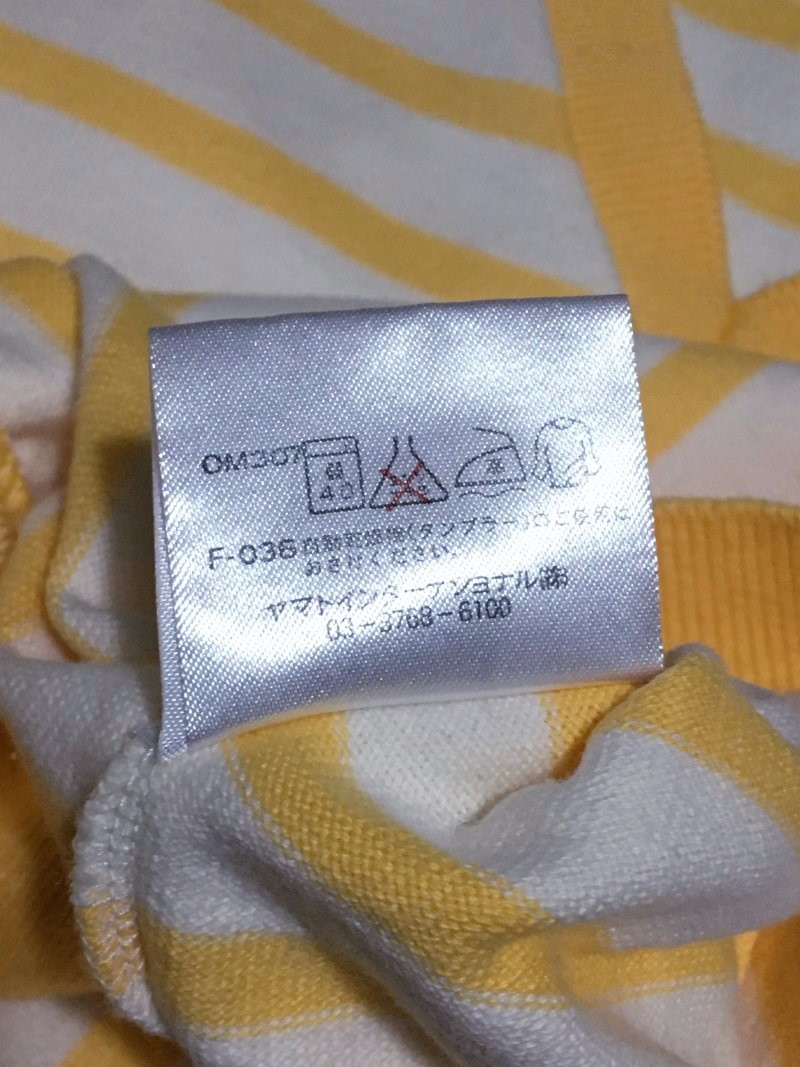 OM307
40
F-036 自動乾燥機(タンブラー)のご使用は
おさけください。
ヤマトインターナショナル㈱
03-3768-6100